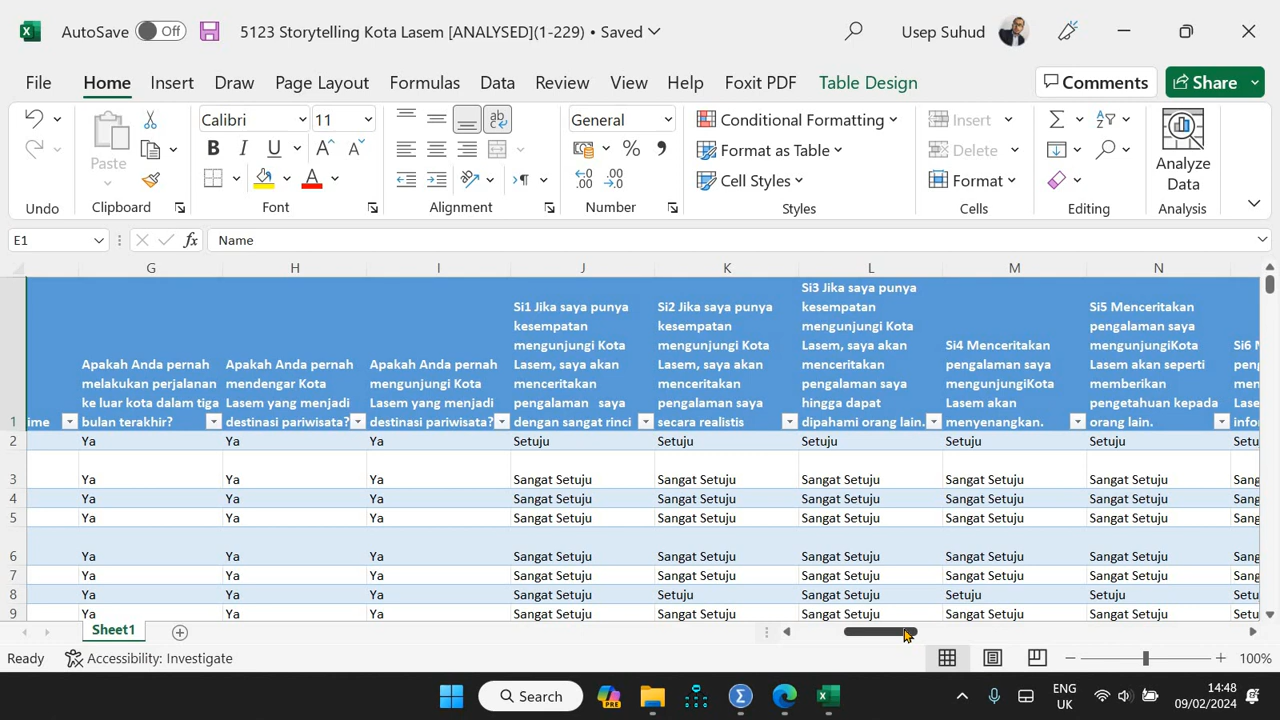 AutoSave Off 5123 Storytelling Kota Lasem [ANALYSED](1-229) • Saved Usep Suhud
File Home Insert Draw Page Layout Formulas Data Review View Help Foxit PDF Table Design Comments Share
Paste
Calibri 11
B I U
General
Conditional Formatting
Format as Table
Cell Styles
Insert
Delete
Format
Analyze
Data
Undo Clipboard Font Alignment Number Styles Cells Editing Analysis
E1 fx Name
G H I J K L M N
1
ime
Apakah Anda pernah
melakukan perjalanan
ke luar kota dalam tiga
bulan terakhir?
Apakah Anda pernah
mendengar Kota
Lasem yang menjadi
destinasi pariwisata?
Apakah Anda pernah
mengunjungi Kota
Lasem yang menjadi
destinasi pariwisata?
Si1 Jika saya punya
kesempatan
mengunjungi Kota
Lasem, saya akan
menceritakan
pengalaman saya
dengan sangat rinci
Si2 Jika saya punya
kesempatan
mengunjungi Kota
Lasem, saya akan
menceritakan
pengalaman saya
secara realistis
Si3 Jika saya punya
kesempatan
mengunjungi Kota
Lasem, saya akan
menceritakan
pengalaman saya
hingga dapat
dipahami orang lain.
Si4 Menceritakan
pengalaman saya
mengunjungiKota
Lasem akan
menyenangkan.
Si5 Menceritakan
pengalaman saya
mengunjungiKota
Lasem akan seperti
memberikan
pengetahuan kepada
orang lain.
Si6
2 Ya Ya Ya Setuju Setuju Setuju Setuju Setuju Setu
3 Ya Ya Ya Sangat Setuju Sangat Setuju Sangat Setuju Sangat Setuju Sangat Setuju Sang
4 Ya Ya Ya Sangat Setuju Sangat Setuju Sangat Setuju Sangat Setuju Sangat Setuju Sang
5 Ya Ya Ya Sangat Setuju Sangat Setuju Sangat Setuju Sangat Setuju Sangat Setuju Sang
6 Ya Ya Ya Sangat Setuju Sangat Setuju Sangat Setuju Sangat Setuju Sangat Setuju Sang
7 Ya Ya Ya Sangat Setuju Sangat Setuju Sangat Setuju Sangat Setuju Sangat Setuju Sang
8 Ya Ya Ya Sangat Setuju Setuju Sangat Setuju Setuju Setuju Setu
9 Ya Ya Ya Sangat Setuju Sangat Setuju Sangat Setuju Sangat Setuju Sangat Setuju Setu
Sheet1
Ready Accessibility: Investigate 100%
Search PRE ENG
UK 14:48
09/02/2024